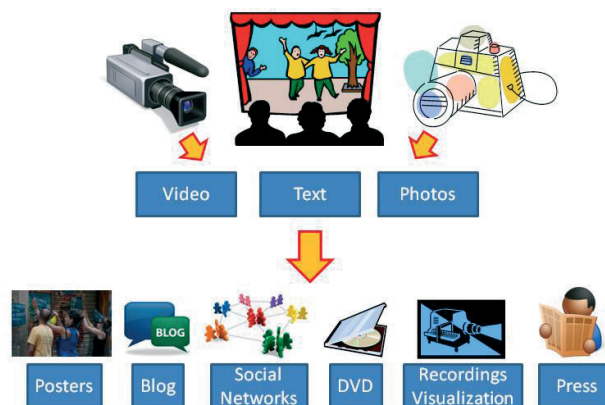 Video
Text
Photos
BLOG
Posters
Blog
Social
Networks
DVD
Recordings
Visualization
Press